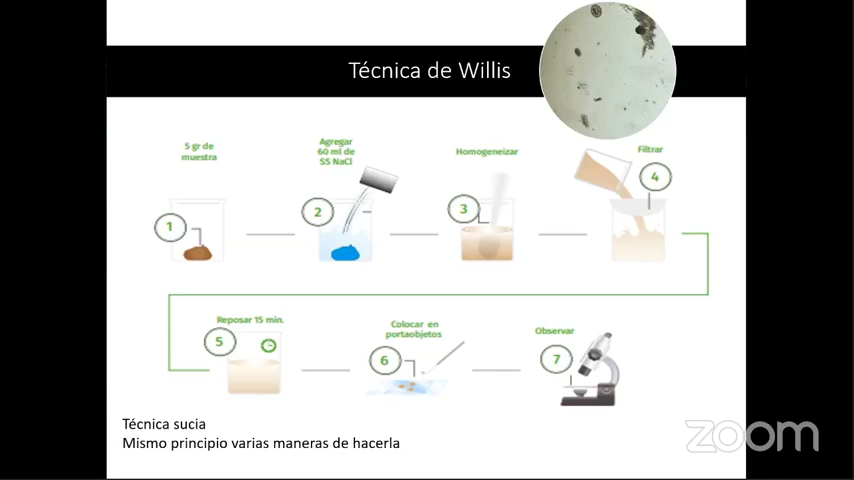 Técnica de Willis
5 gr de
muestra
1
Agregar
60 ml de
SS NaCl
2
Homogeneizar
3
Filtrar
4
Reposar 15 min.
5
Colocar en
portaobjetos
6
Observar
7
Técnica sucia
Mismo principio varias maneras de hacerla
zoom